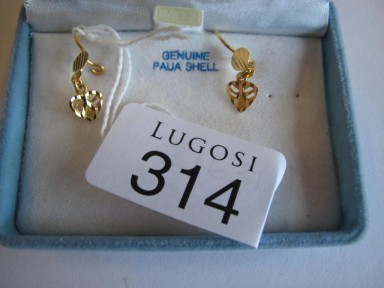 GENUINE
PAUA SHELL
LUGOSI
314